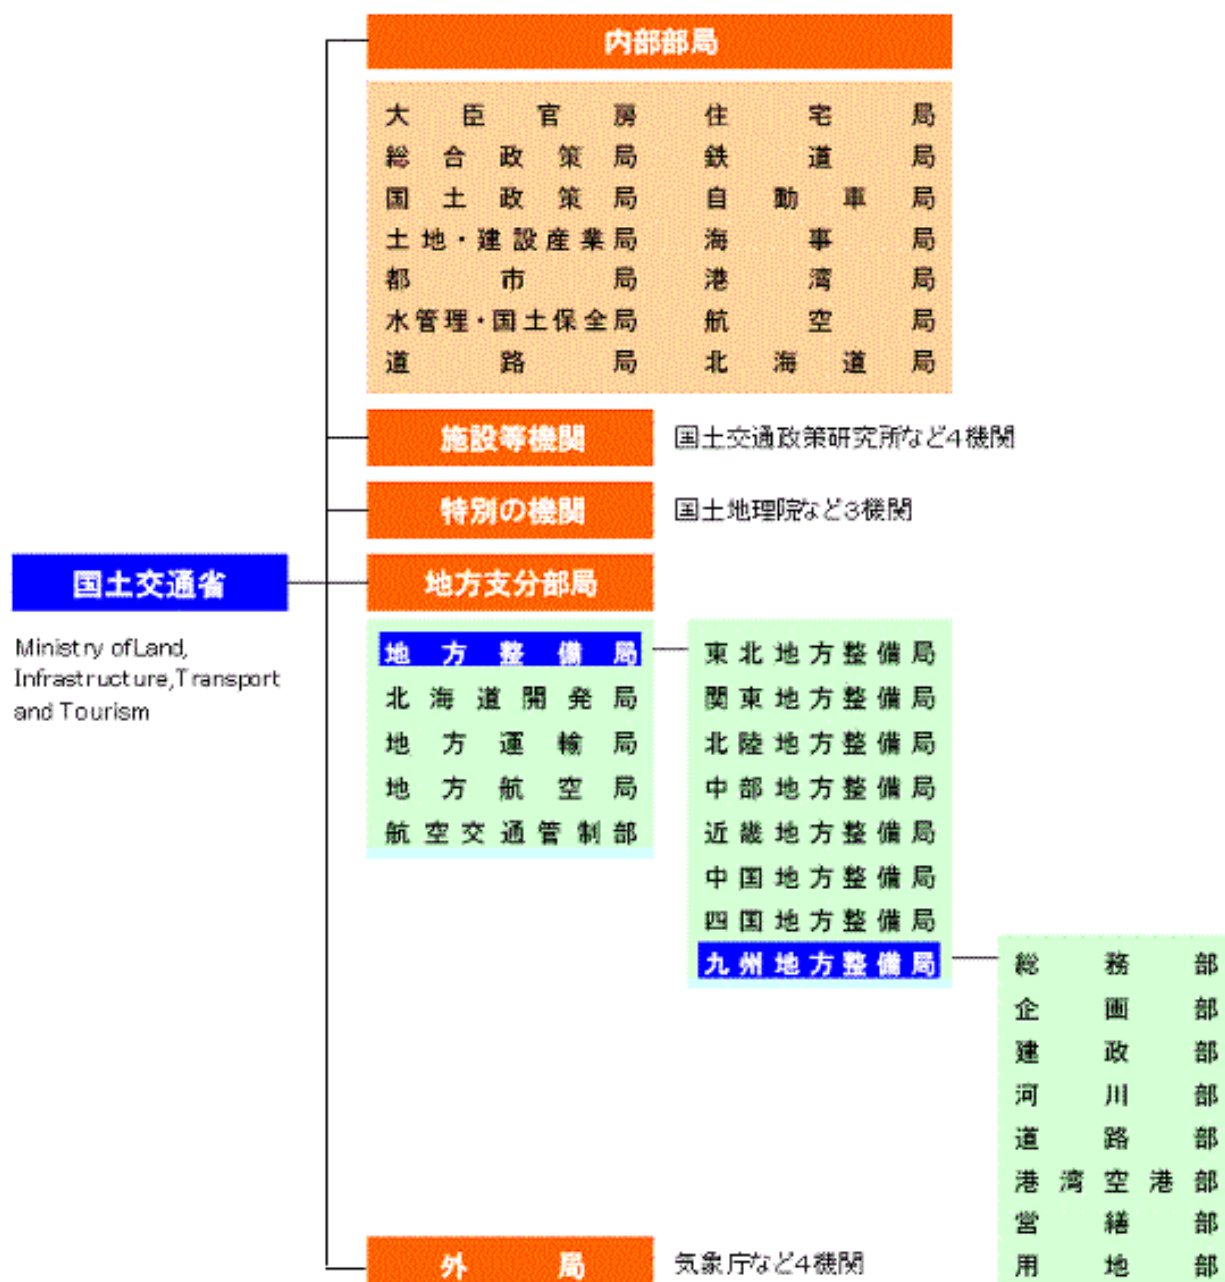 内部部局
大臣官房 住宅局
総合政策局 鉄道局
国土政策局 自動車局
土地・建設産業局 海事局
都市局 港湾局
水管理・国土保全局 航空局
道路局 北海道局
施設等機関 国土交通政策研究所など4機関
特別の機関 国土地理院など3機関
国土交通省 地方支分部局
Ministry of Land,
Infrastructure, Transport
and Tourism
地方整備局
北海道開発局
地方運輸局
地方航空局
航空交通管制部
東北地方整備局
関東地方整備局
北陸地方整備局
中部地方整備局
近畿地方整備局
中国地方整備局
四国地方整備局
九州地方整備局
総務部
企画部
建政部
河川部
道路部
港湾空港部
営繕部
用地部
外局 気象庁など4機関